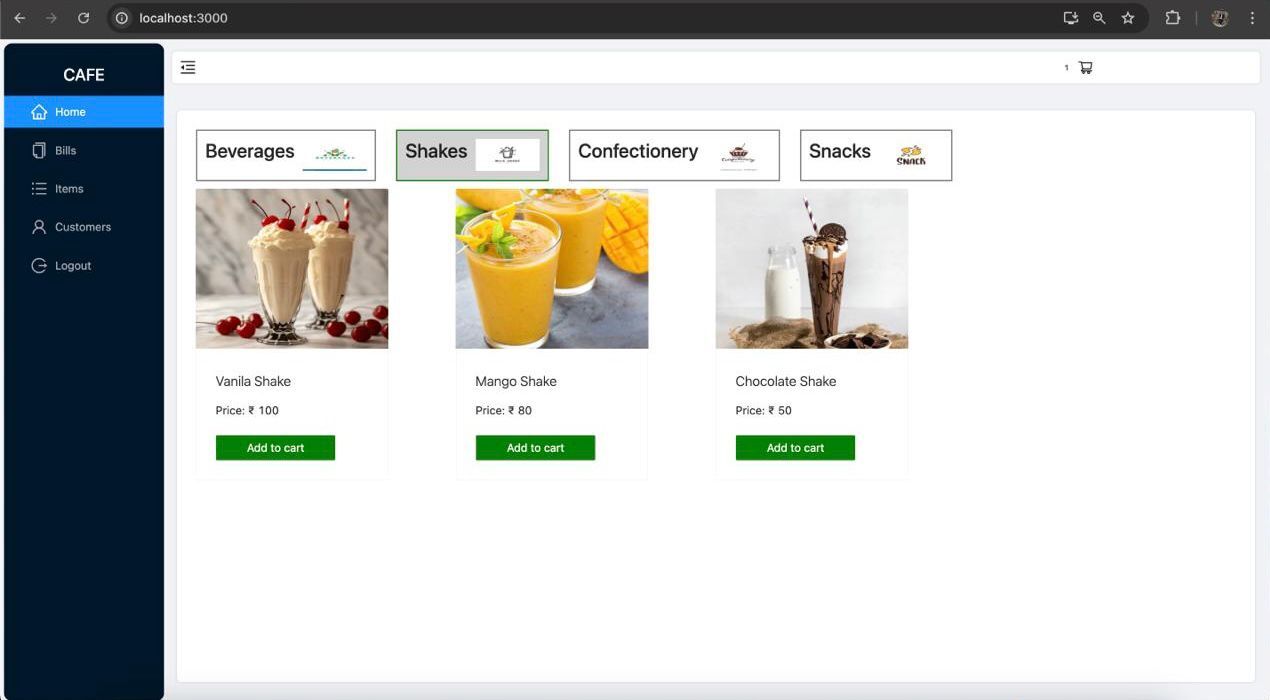 localhost:3000
CAFE
1
Home
Bills
Items
Customers
Logout
Beverages
Shakes
Confectionery
Snacks
SNACK
Vanila Shake
Price: ₹ 100
Add to cart
Mango Shake
Price: ₹ 80
Add to cart
Chocolate Shake
Price: ₹ 50
Add to cart